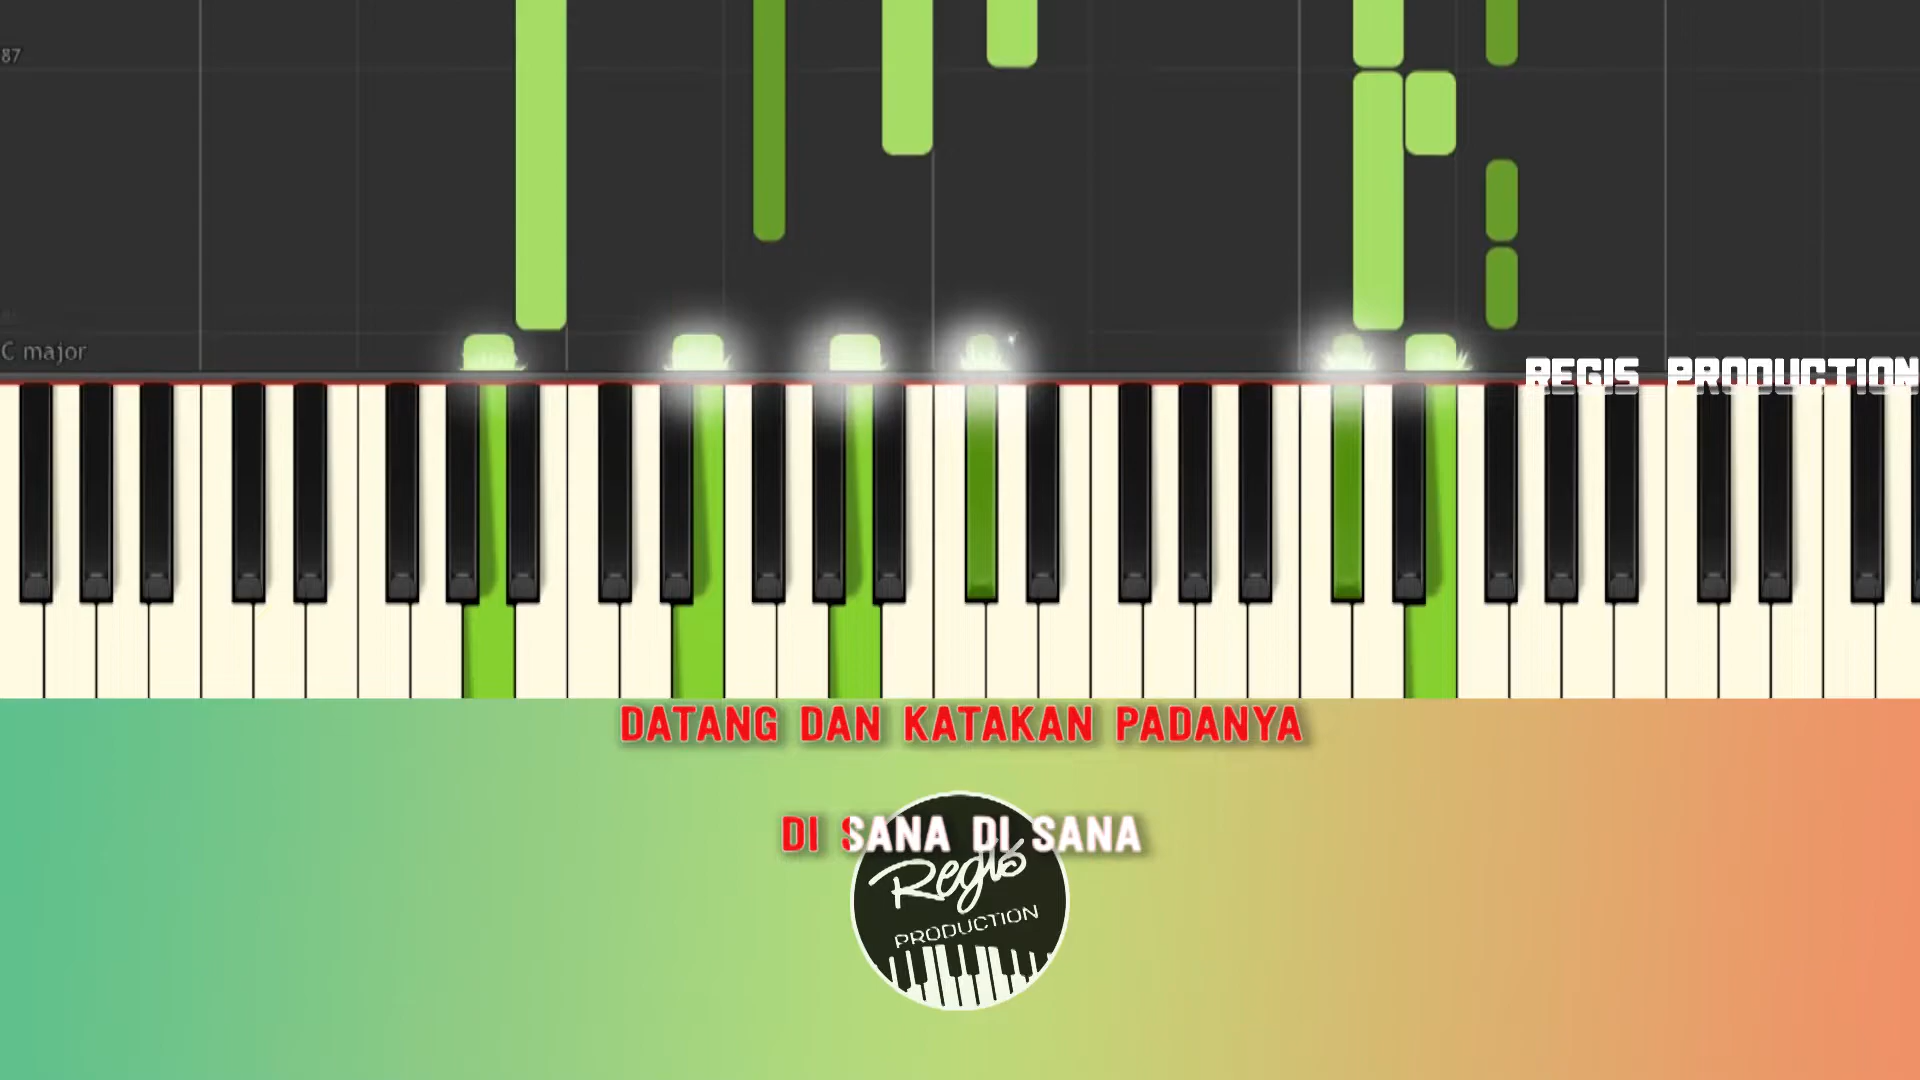 87
C major
REGIS PRODUCTION
DATANG DAN KATAKAN PADANYA
DI SANA DI SANA
Regis
PRODUCTION